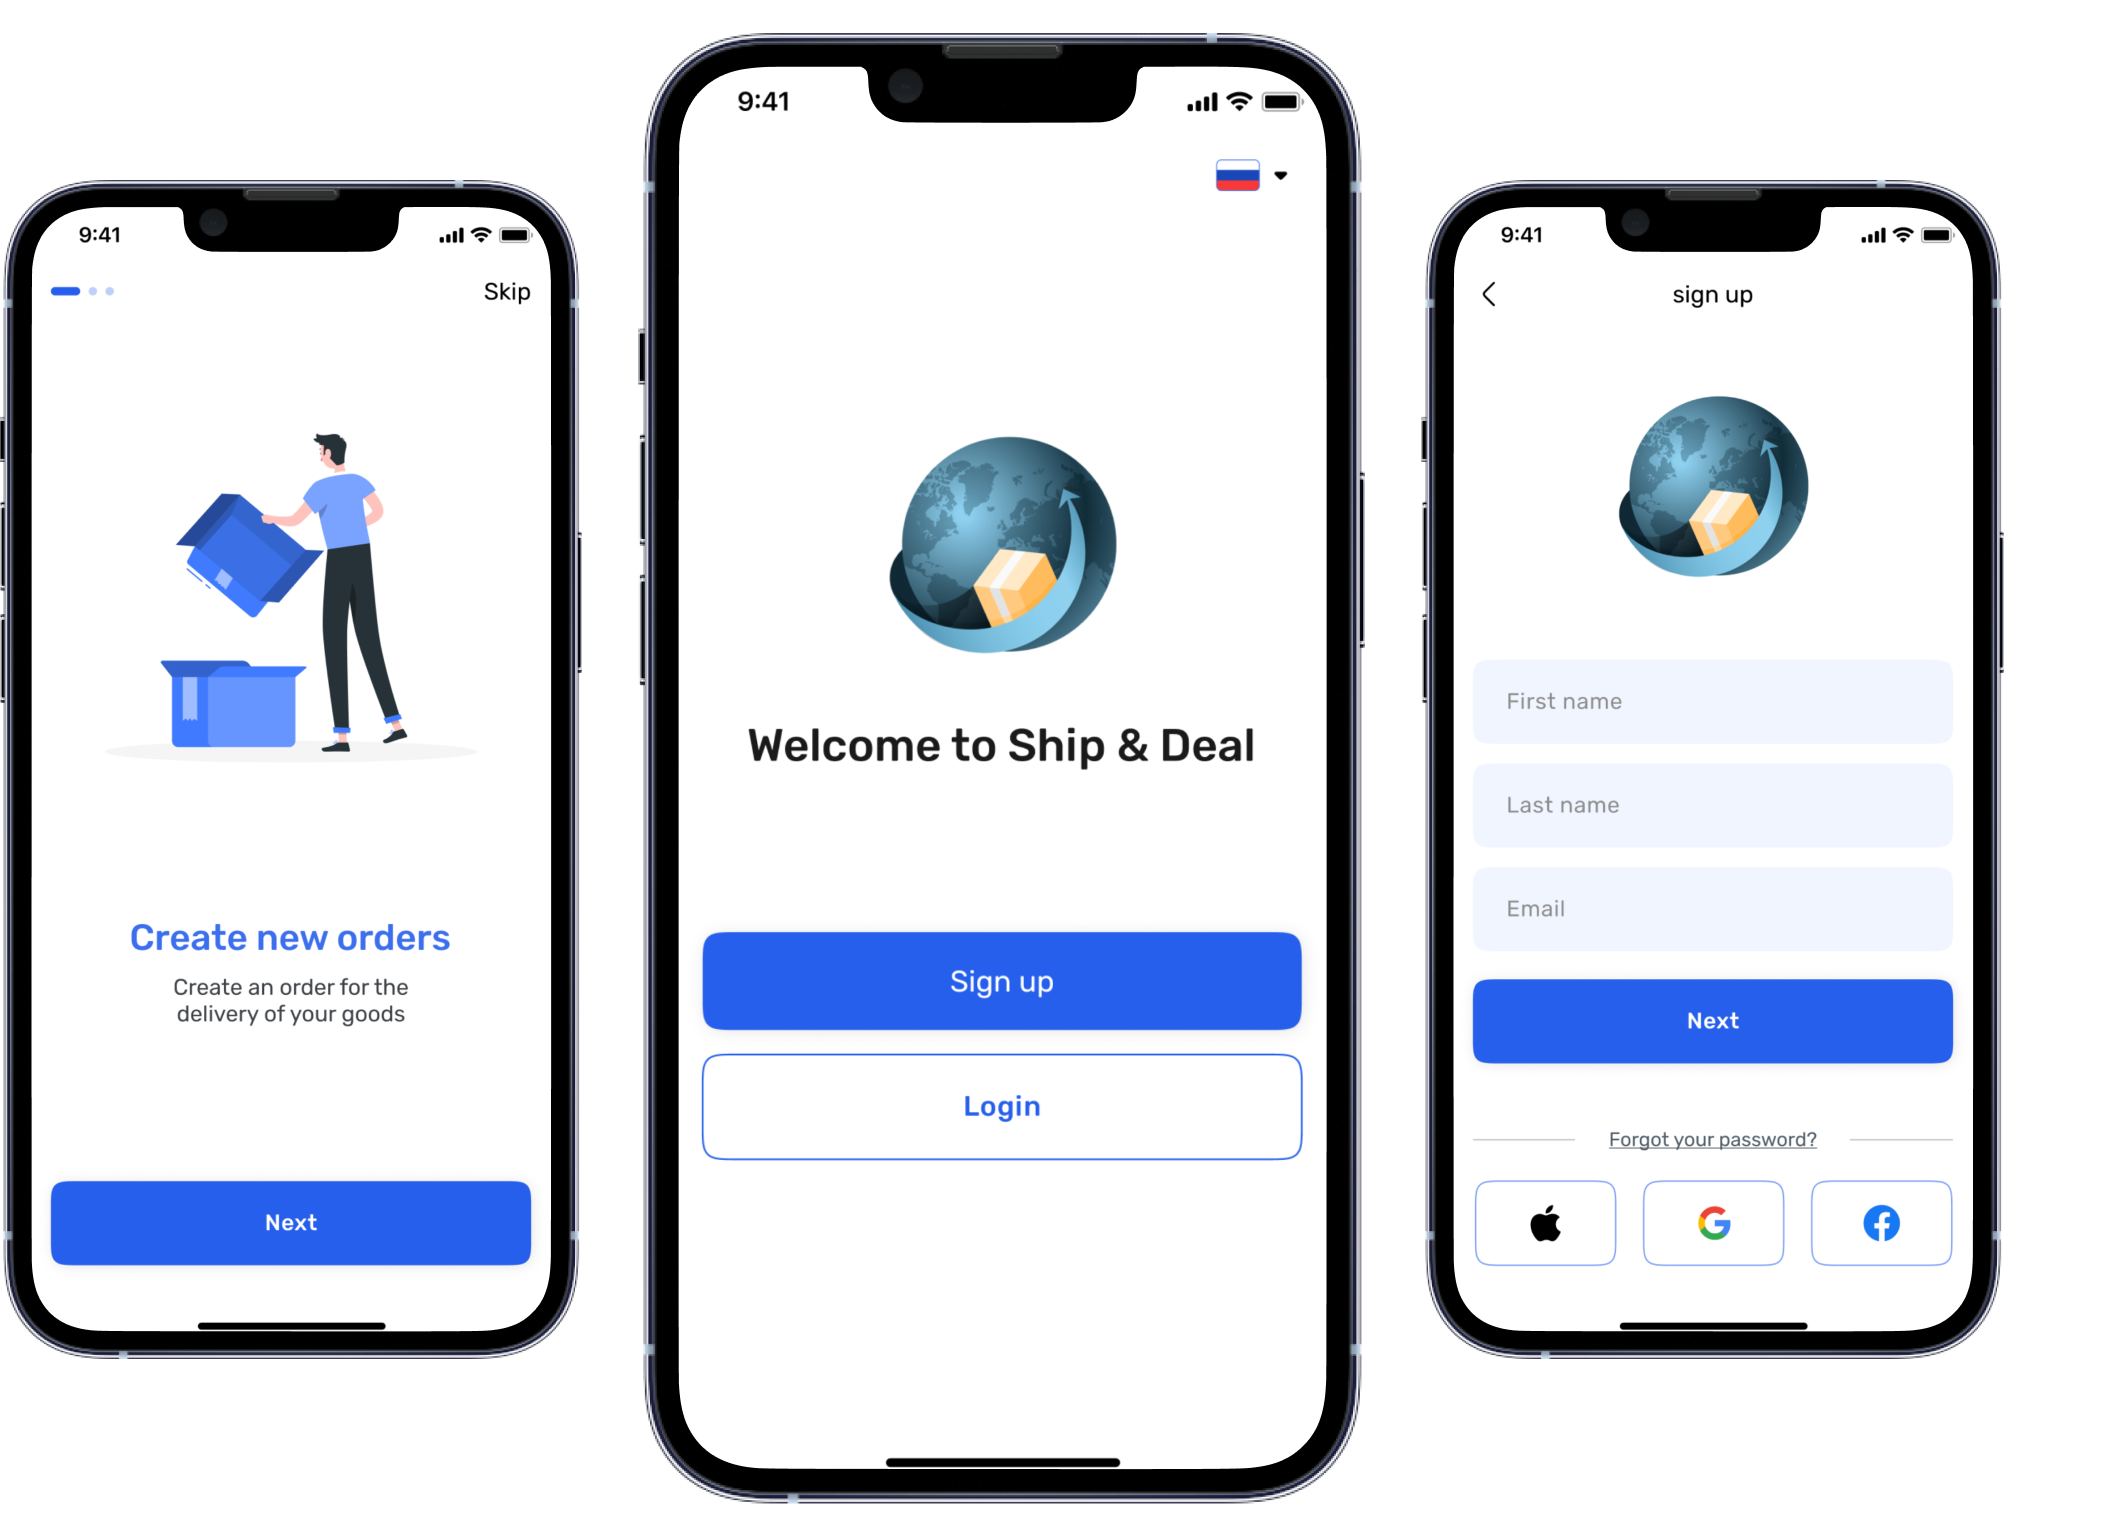 9:41
Skip
Create new orders
Create an order for the
delivery of your goods
Next
9:41
Welcome to Ship & Deal
Sign up
Login
9:41
sign up
First name
Last name
Email
Next
Forgot your password?